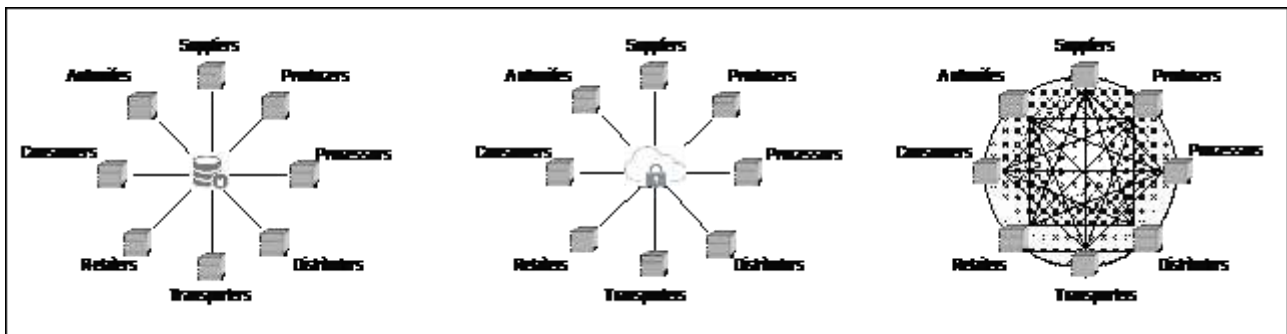 Suppliers
Authorities
Producers
Consumers
Processors
Retailers
Distributors
Transporters
Suppliers
Authorities
Producers
Consumers
Processors
Retailers
Distributors
Transporters
Suppliers
Authorities
Producers
Consumers
Processors
Retailers
Distributors
Transporters